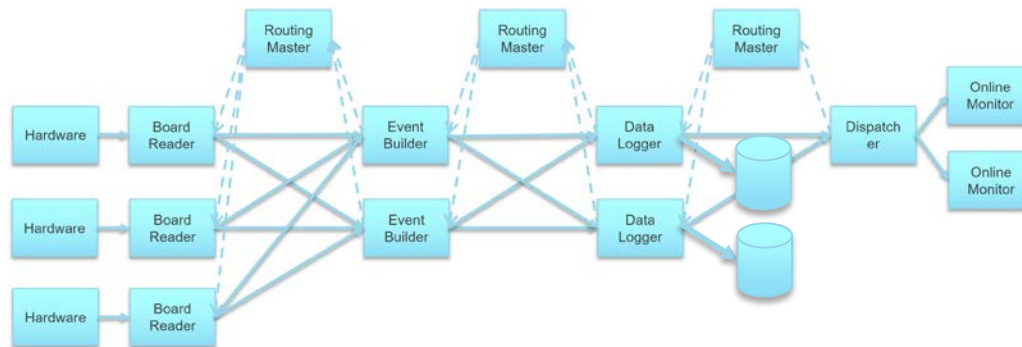 Routing
Master
Routing
Master
Routing
Master
Hardware
Board
Reader
Event
Builder
Data
Logger
Dispatch
er
Online
Monitor
Online
Monitor
Hardware
Board
Reader
Event
Builder
Data
Logger
Hardware
Board
Reader